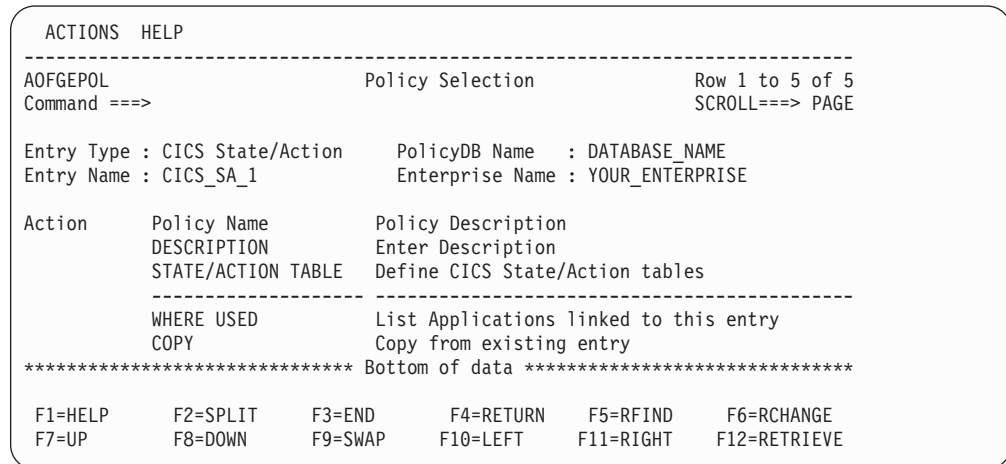 ACTIONS HELP
--------------------------------------------------------------------------------
AOFGEPOL Policy Selection Row 1 to 5 of 5
Command ===> SCROLL===> PAGE
Entry Type : CICS State/Action PolicyDB Name : DATABASE_NAME
Entry Name : CICS_SA_1 Enterprise Name : YOUR_ENTERPRISE
Action Policy Name Policy Description
DESCRIPTION Enter Description
STATE/ACTION TABLE Define CICS State/Action tables
-------------------- ---------------------------------------------
WHERE USED List Applications linked to this entry
COPY Copy from existing entry
******************************* Bottom of data *******************************
F1=HELP F2=SPLIT F3=END F4=RETURN F5=RFIND F6=RCHANGE
F7=UP F8=DOWN F9=SWAP F10=LEFT F11=RIGHT F12=RETRIEVE